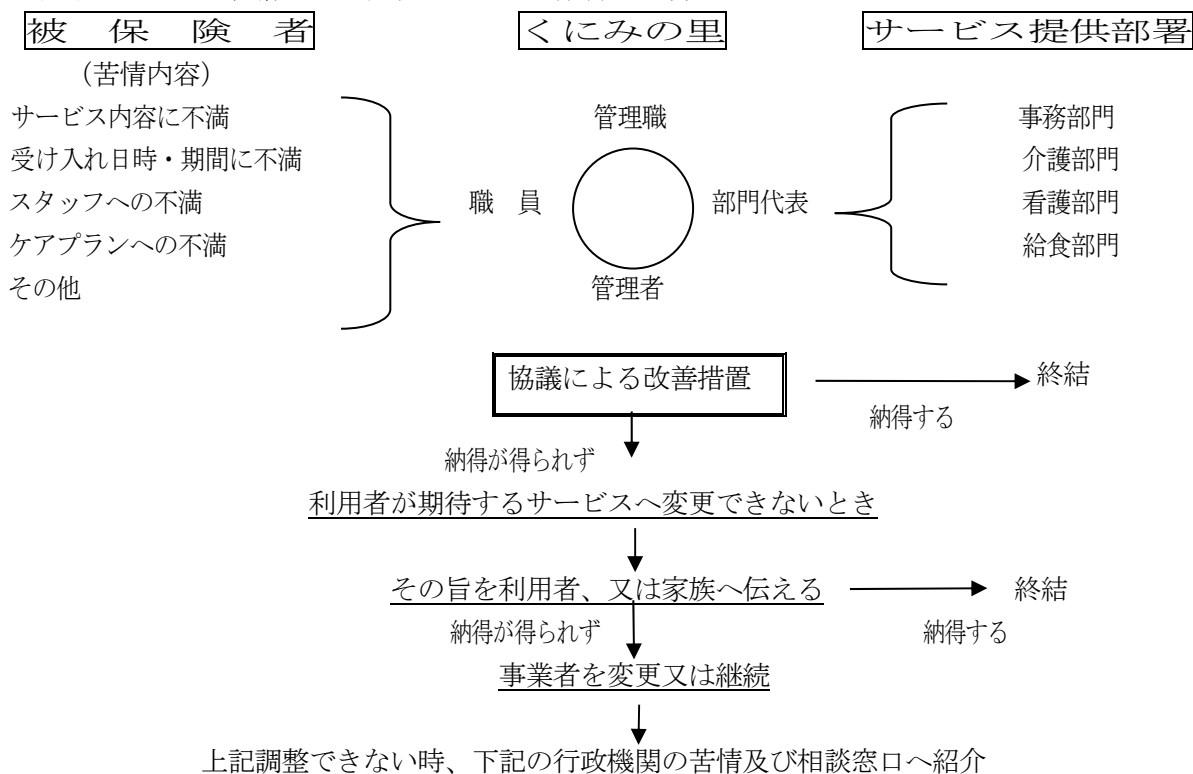 被保険者 くにみの里 サービス提供部署
(苦情内容)
サービス内容に不満 管理職 事務部門
受け入れ日時・期間に不満 介護部門
スタッフへの不満 職員 部門代表 看護部門
ケアプランへの不満 給食部門
その他 管理者
協議による改善措置 終結
納得する
納得が得られず
利用者が期待するサービスへ変更できないとき
その旨を利用者、又は家族へ伝える 終結
納得が得られず 納得する
事業者を変更又は継続
上記調整できない時、下記の行政機関の苦情及び相談窓口へ紹介